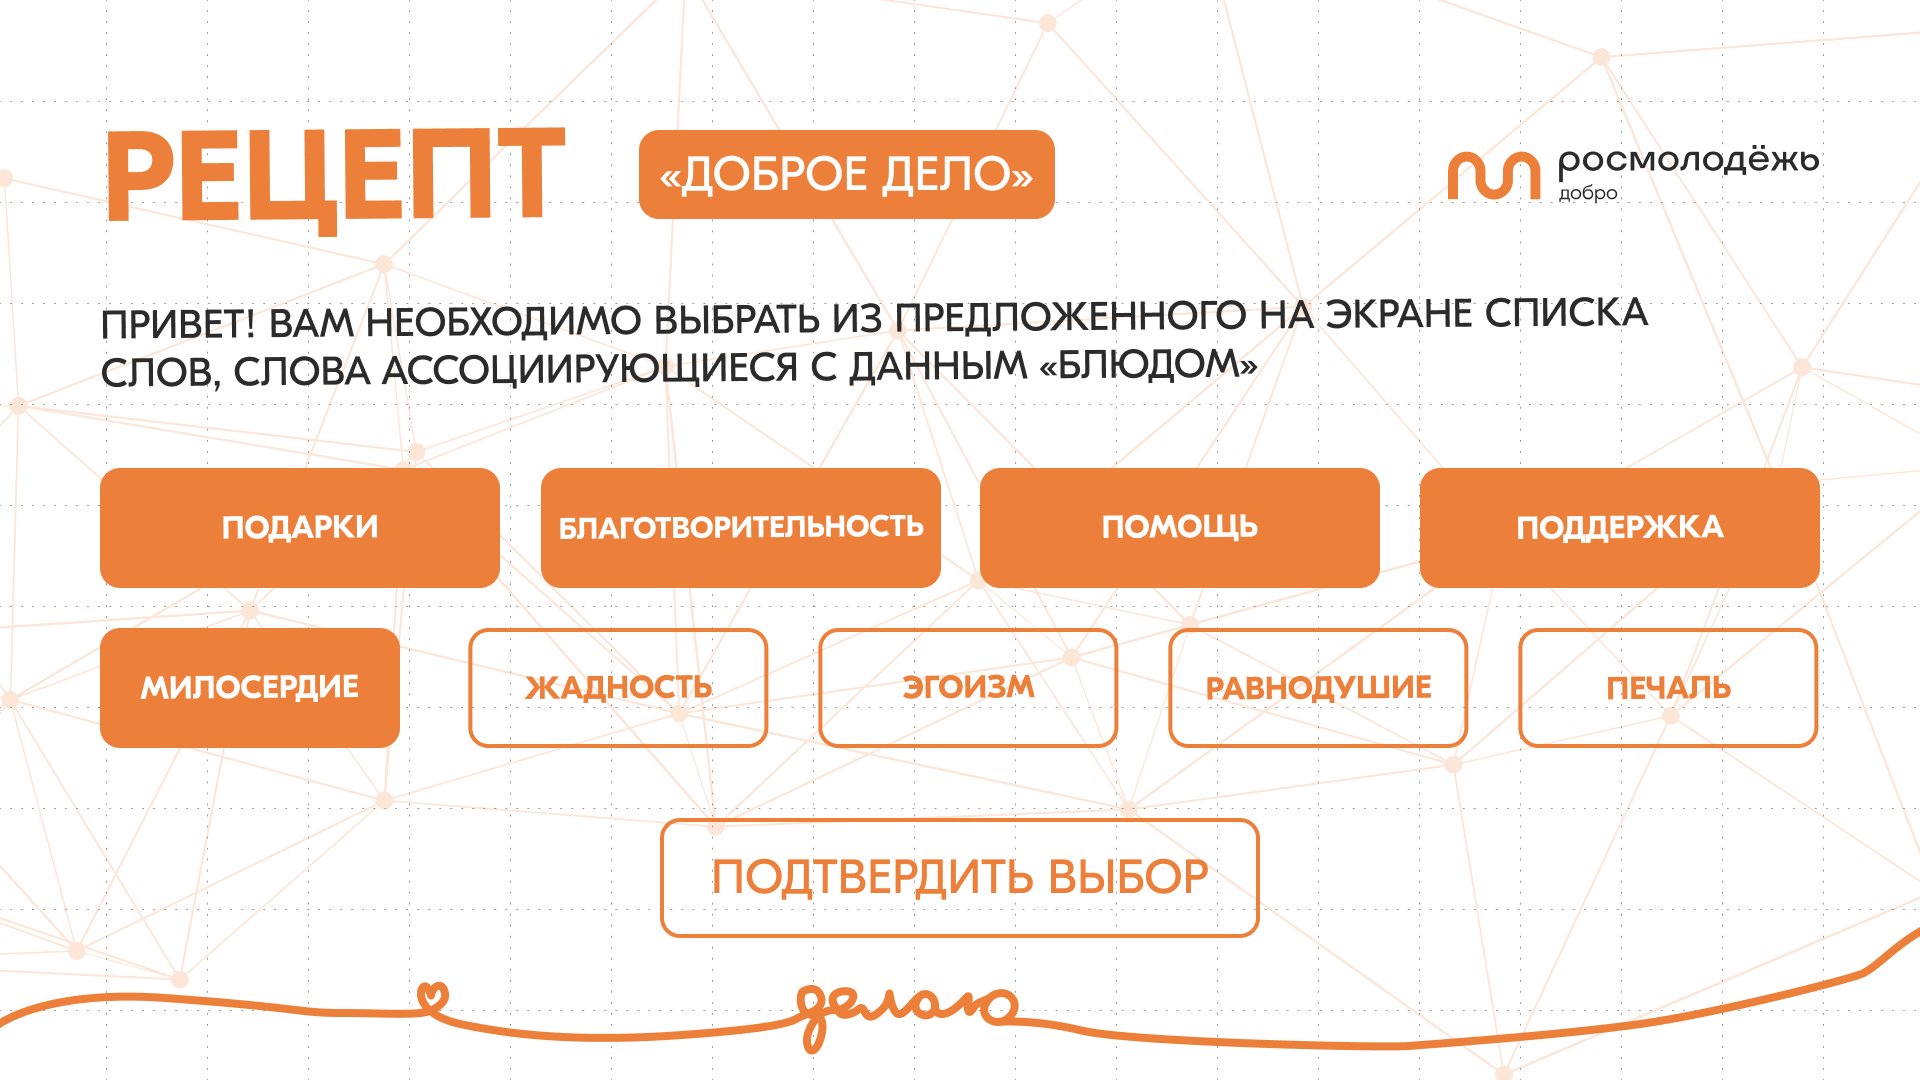 РЕЦЕПТ
«ДОБРОЕ ДЕЛО»
росмолодёжь
добро
ПРИВЕТ! ВАМ НЕОБХОДИМО ВЫБРАТЬ ИЗ ПРЕДЛОЖЕННОГО НА ЭКРАНЕ СПИСКА
СЛОВ, СЛОВА АССОЦИИРУЮЩИЕСЯ С ДАННЫМ «БЛЮДОМ»
ПОДАРКИ
БЛАГОТВОРИТЕЛЬНОСТЬ
ПОМОЩЬ
ПОДДЕРЖКА
МИЛОСЕРДИЕ
ЖАДНОСТЬ
ЭГОИЗМ
РАВНОДУШИЕ
ПЕЧАЛЬ
ПОДТВЕРДИТЬ ВЫБОР
делаю